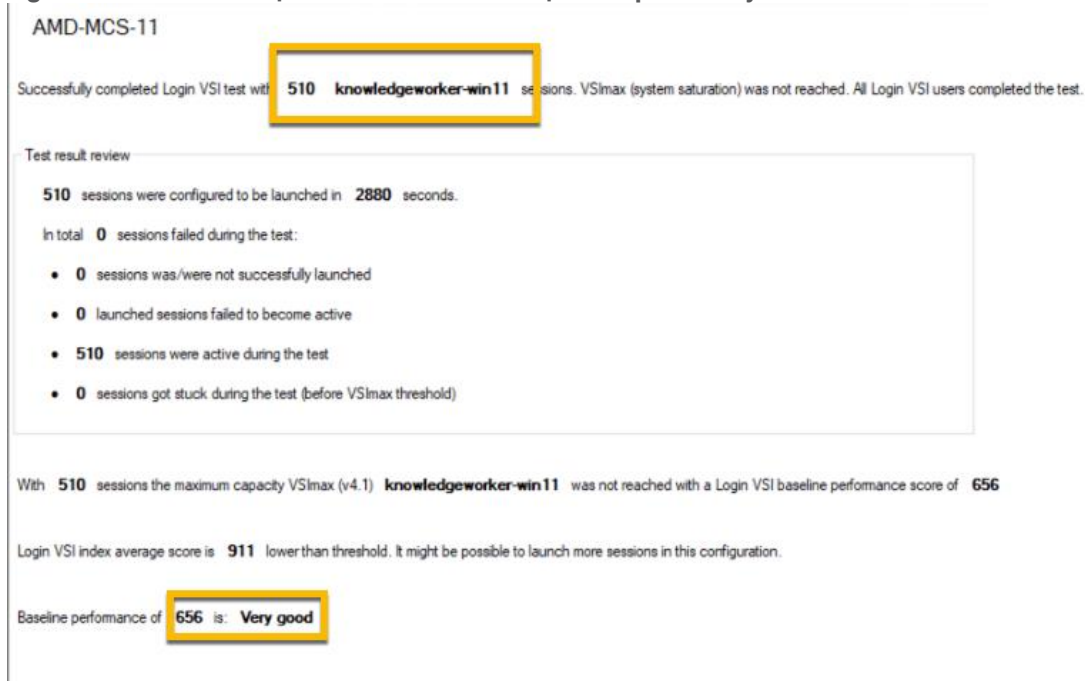 AMD-MCS-11
Successfully completed Login VSI test with 510 knowledgeworker-win11 sessions. VSImax (system saturation) was not reached. All Login VSI users completed the test.
Test result review
510 sessions were configured to be launched in 2880 seconds.
In total 0 sessions failed during the test:
• 0 sessions was/were not successfully launched
• 0 launched sessions failed to become active
• 510 sessions were active during the test
• 0 sessions got stuck during the test (before VSImax threshold)
With 510 sessions the maximum capacity VSImax (v4.1) knowledgeworker-win11 was not reached with a Login VSI baseline performance score of 656
Login VSI index average score is 911 lower than threshold. It might be possible to launch more sessions in this configuration.
Baseline performance of 656 is: Very good